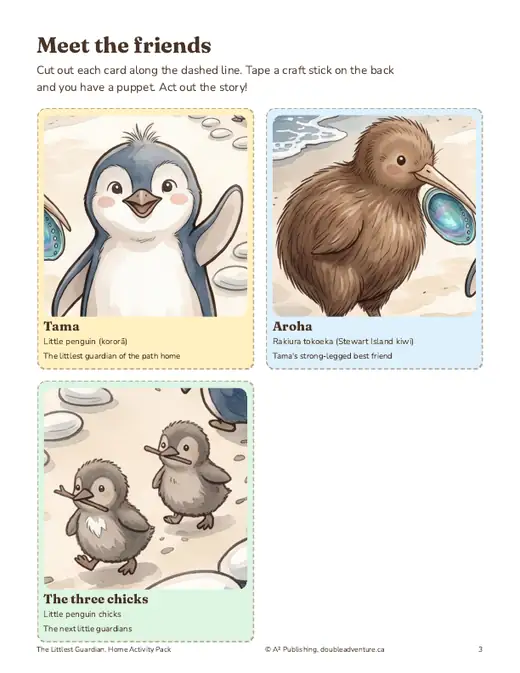 Meet the friends
Cut out each card along the dashed line. Tape a craft stick on the back
and you have a puppet. Act out the story!
Tama
Little penguin (kororā)
The littlest guardian of the path home
Aroha
Rakiura tokoeka (Stewart Island kiwi)
Tama's strong-legged best friend
The three chicks
Little penguin chicks
The next little guardians
The Littlest Guardian. Home Activity Pack
© A² Publishing. doubleadventure.ca
3